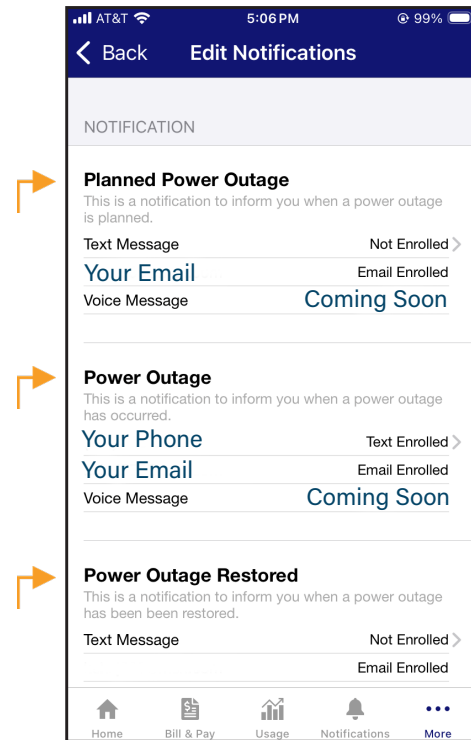 AT&T 5:06 PM 99%
Back Edit Notifications
NOTIFICATION
Planned Power Outage
This is a notification to inform you when a power outage
is planned.
Text Message Not Enrolled
Your Email Email Enrolled
Voice Message Coming Soon
Power Outage
This is a notification to inform you when a power outage
has occurred.
Your Phone Text Enrolled
Your Email Email Enrolled
Voice Message Coming Soon
Power Outage Restored
This is a notification to inform you when a power outage
has been been restored.
Text Message Not Enrolled
Email Enrolled
Home Bill & Pay Usage Notifications More